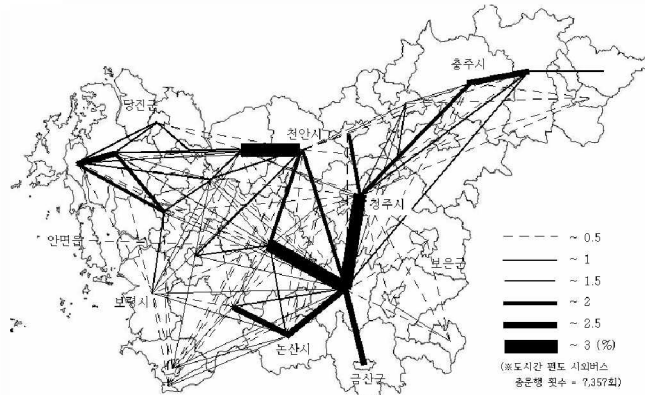 충주시
당진군
천안시
청주시
안면읍
보은군
보령시
논산시
금산군
~ 0.5
~ 1
~ 1.5
~ 2
~ 2.5
~ 3 (%)
(※도시간 편도 시외버스
총운행 횟수 = 7,357회)